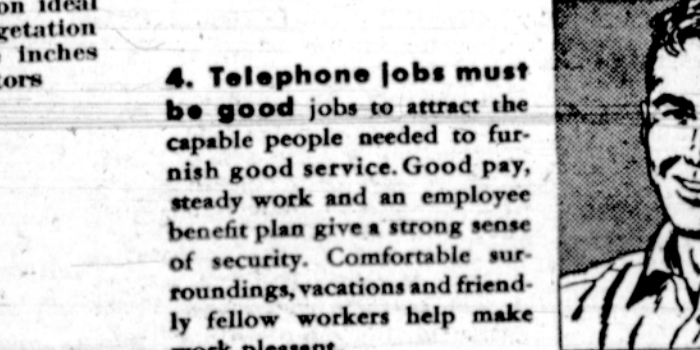 on ideal
getation
inches
tors
4. Telephone jobs must
be good jobs to attract the
capable people needed to fur-
nish good service. Good pay,
steady work and an employee
benefit plan give a strong sense
of security. Comfortable sur-
roundings, vacations and friend-
ly fellow workers help make
work pleasant.